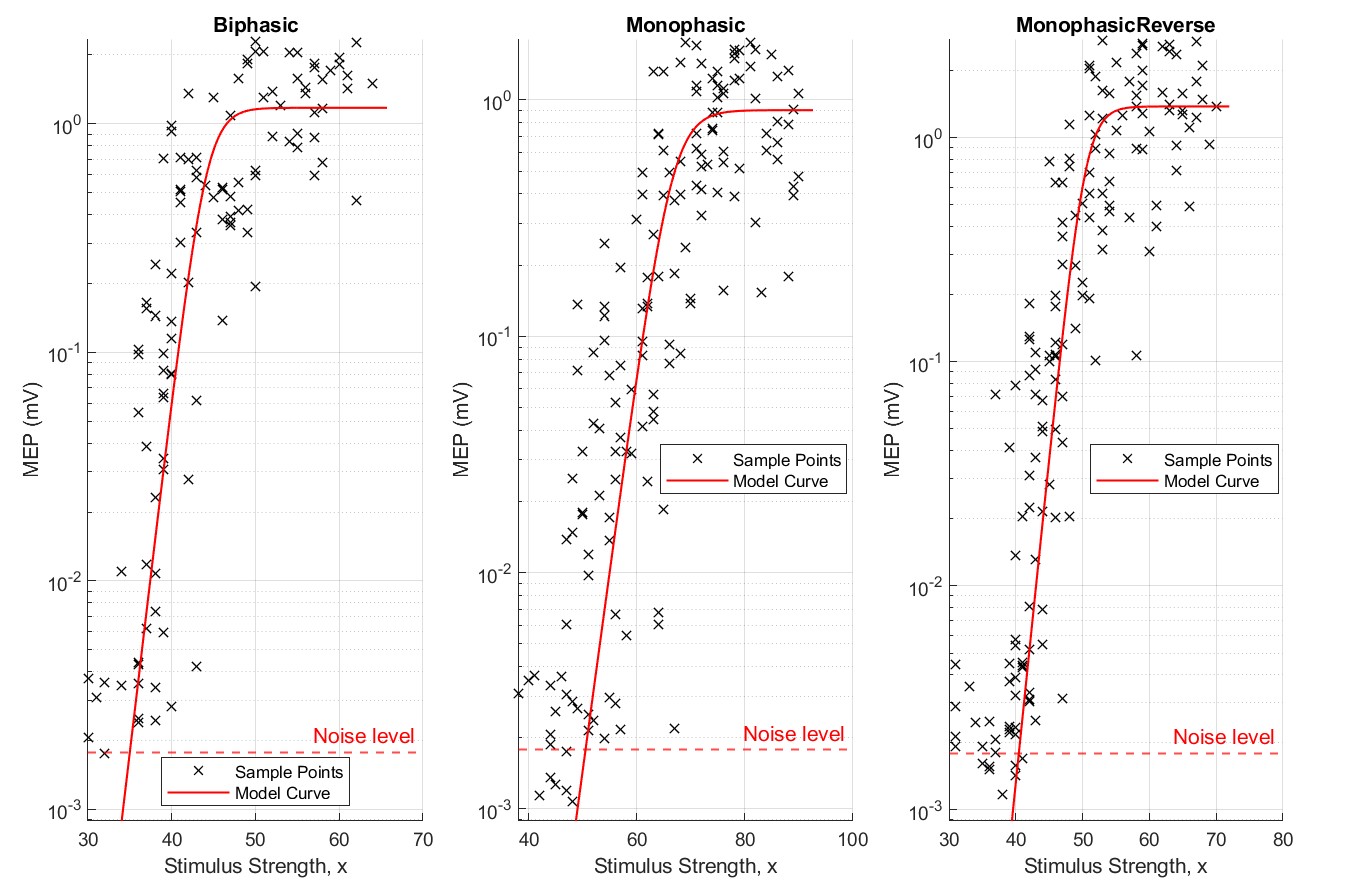 Biphasic
MEP (mV)
10^0
10^-1
10^-2
10^-3
Noise level
Sample Points
Model Curve
30 40 50 60 70
Stimulus Strength, x
Monophasic
MEP (mV)
10^0
10^-1
10^-2
10^-3
Sample Points
Model Curve
Noise level
40 60 80 100
Stimulus Strength, x
MonophasicReverse
MEP (mV)
10^0
10^-1
10^-2
10^-3
Sample Points
Model Curve
Noise level
30 40 50 60 70 80
Stimulus Strength, x